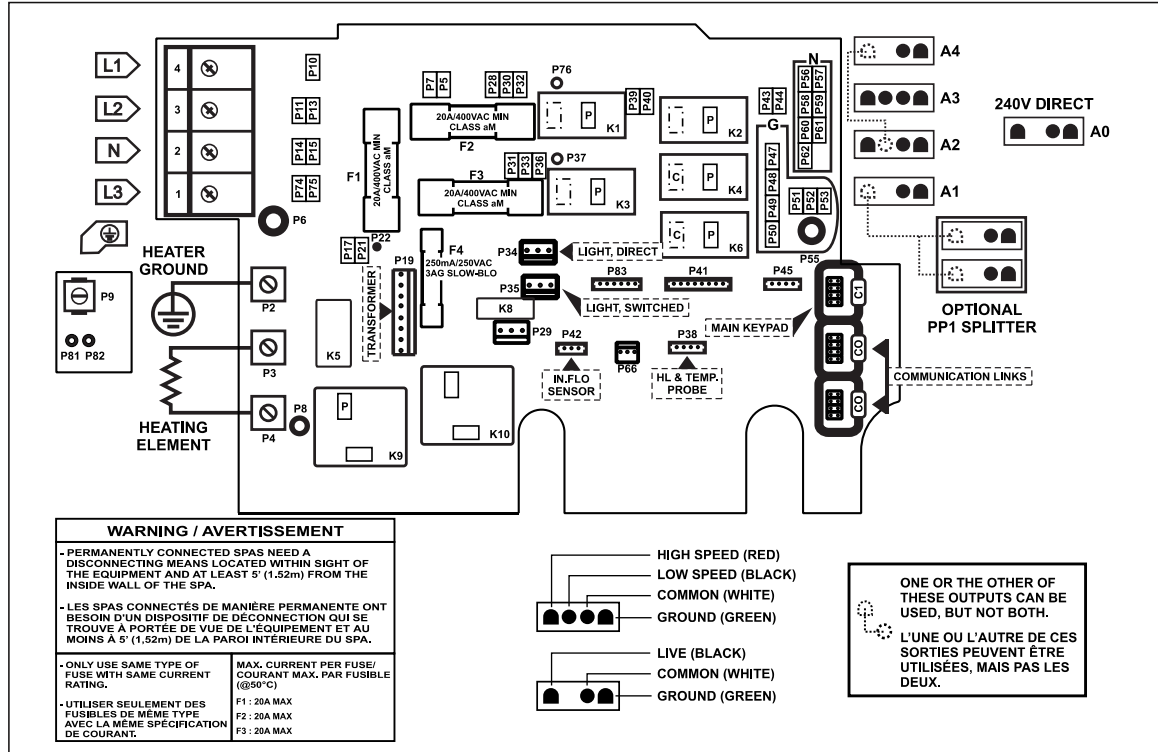 L1
L2
N
L3
4
3
2
1
P10
P11
P13
P14
P15
P74
P75
P6
HEATER
GROUND
P9
P81 P82
P2
P3
P4
HEATING
ELEMENT
P8
F1
20A/400VAC MIN
CLASS aM
P7
P5
P28
P30
P32
20A/400VAC MIN
CLASS aM
F2
P76
P
K1
P39
P40
P31
P33
P36
P37
F3
20A/400VAC MIN
CLASS aM
P
K3
P
K2
C
P
K4
C
P
K6
P43
P44
G
N
P56
P57
P58
P59
P60
P61
P62
P47
P48
P49
P50
P51
P52
P53
P55
P17
P21
P22
P19
TRANSFORMER
F4
250mA/250VAC
3AG SLOW-BLO
P34
LIGHT, DIRECT
P35
LIGHT, SWITCHED
K8
P29
P83
P41
P45
MAIN KEYPAD
P42
IN.FLO
SENSOR
P66
P38
HL & TEMP.
PROBE
K5
P
K9
K10
C1
CO
CO
COMMUNICATION LINKS
A4
A3
A2
A1
240V DIRECT
A0
OPTIONAL
PP1 SPLITTER
WARNING / AVERTISSEMENT
- PERMANENTLY CONNECTED SPAS NEED A
DISCONNECTING MEANS LOCATED WITHIN SIGHT OF
THE EQUIPMENT AND AT LEAST 5' (1.52m) FROM THE
INSIDE WALL OF THE SPA.
- LES SPAS CONNECTÉS DE MANIÈRE PERMANENTE ONT
BESOIN D'UN DISPOSITIF DE DÉCONNECTION QUI SE
TROUVE À PORTÉE DE VUE DE L'ÉQUIPEMENT ET AU
MOINS À 5' (1,52m) DE LA PAROI INTÉRIEURE DU SPA.
- ONLY USE SAME TYPE OF
FUSE WITH SAME CURRENT
RATING.
- UTILISER SEULEMENT DES
FUSIBLES DE MÊME TYPE
AVEC LA MÊME SPÉCIFICATION
DE COURANT.
MAX. CURRENT PER FUSE/
COURANT MAX. PAR FUSIBLE
(@50°C)
F1 : 20A MAX
F2 : 20A MAX
F3 : 20A MAX
HIGH SPEED (RED)
LOW SPEED (BLACK)
COMMON (WHITE)
GROUND (GREEN)
LIVE (BLACK)
COMMON (WHITE)
GROUND (GREEN)
ONE OR THE OTHER OF
THESE OUTPUTS CAN BE
USED, BUT NOT BOTH.
L'UNE OU L'AUTRE DE CES
SORTIES PEUVENT ÊTRE
UTILISÉES, MAIS PAS LES
DEUX.